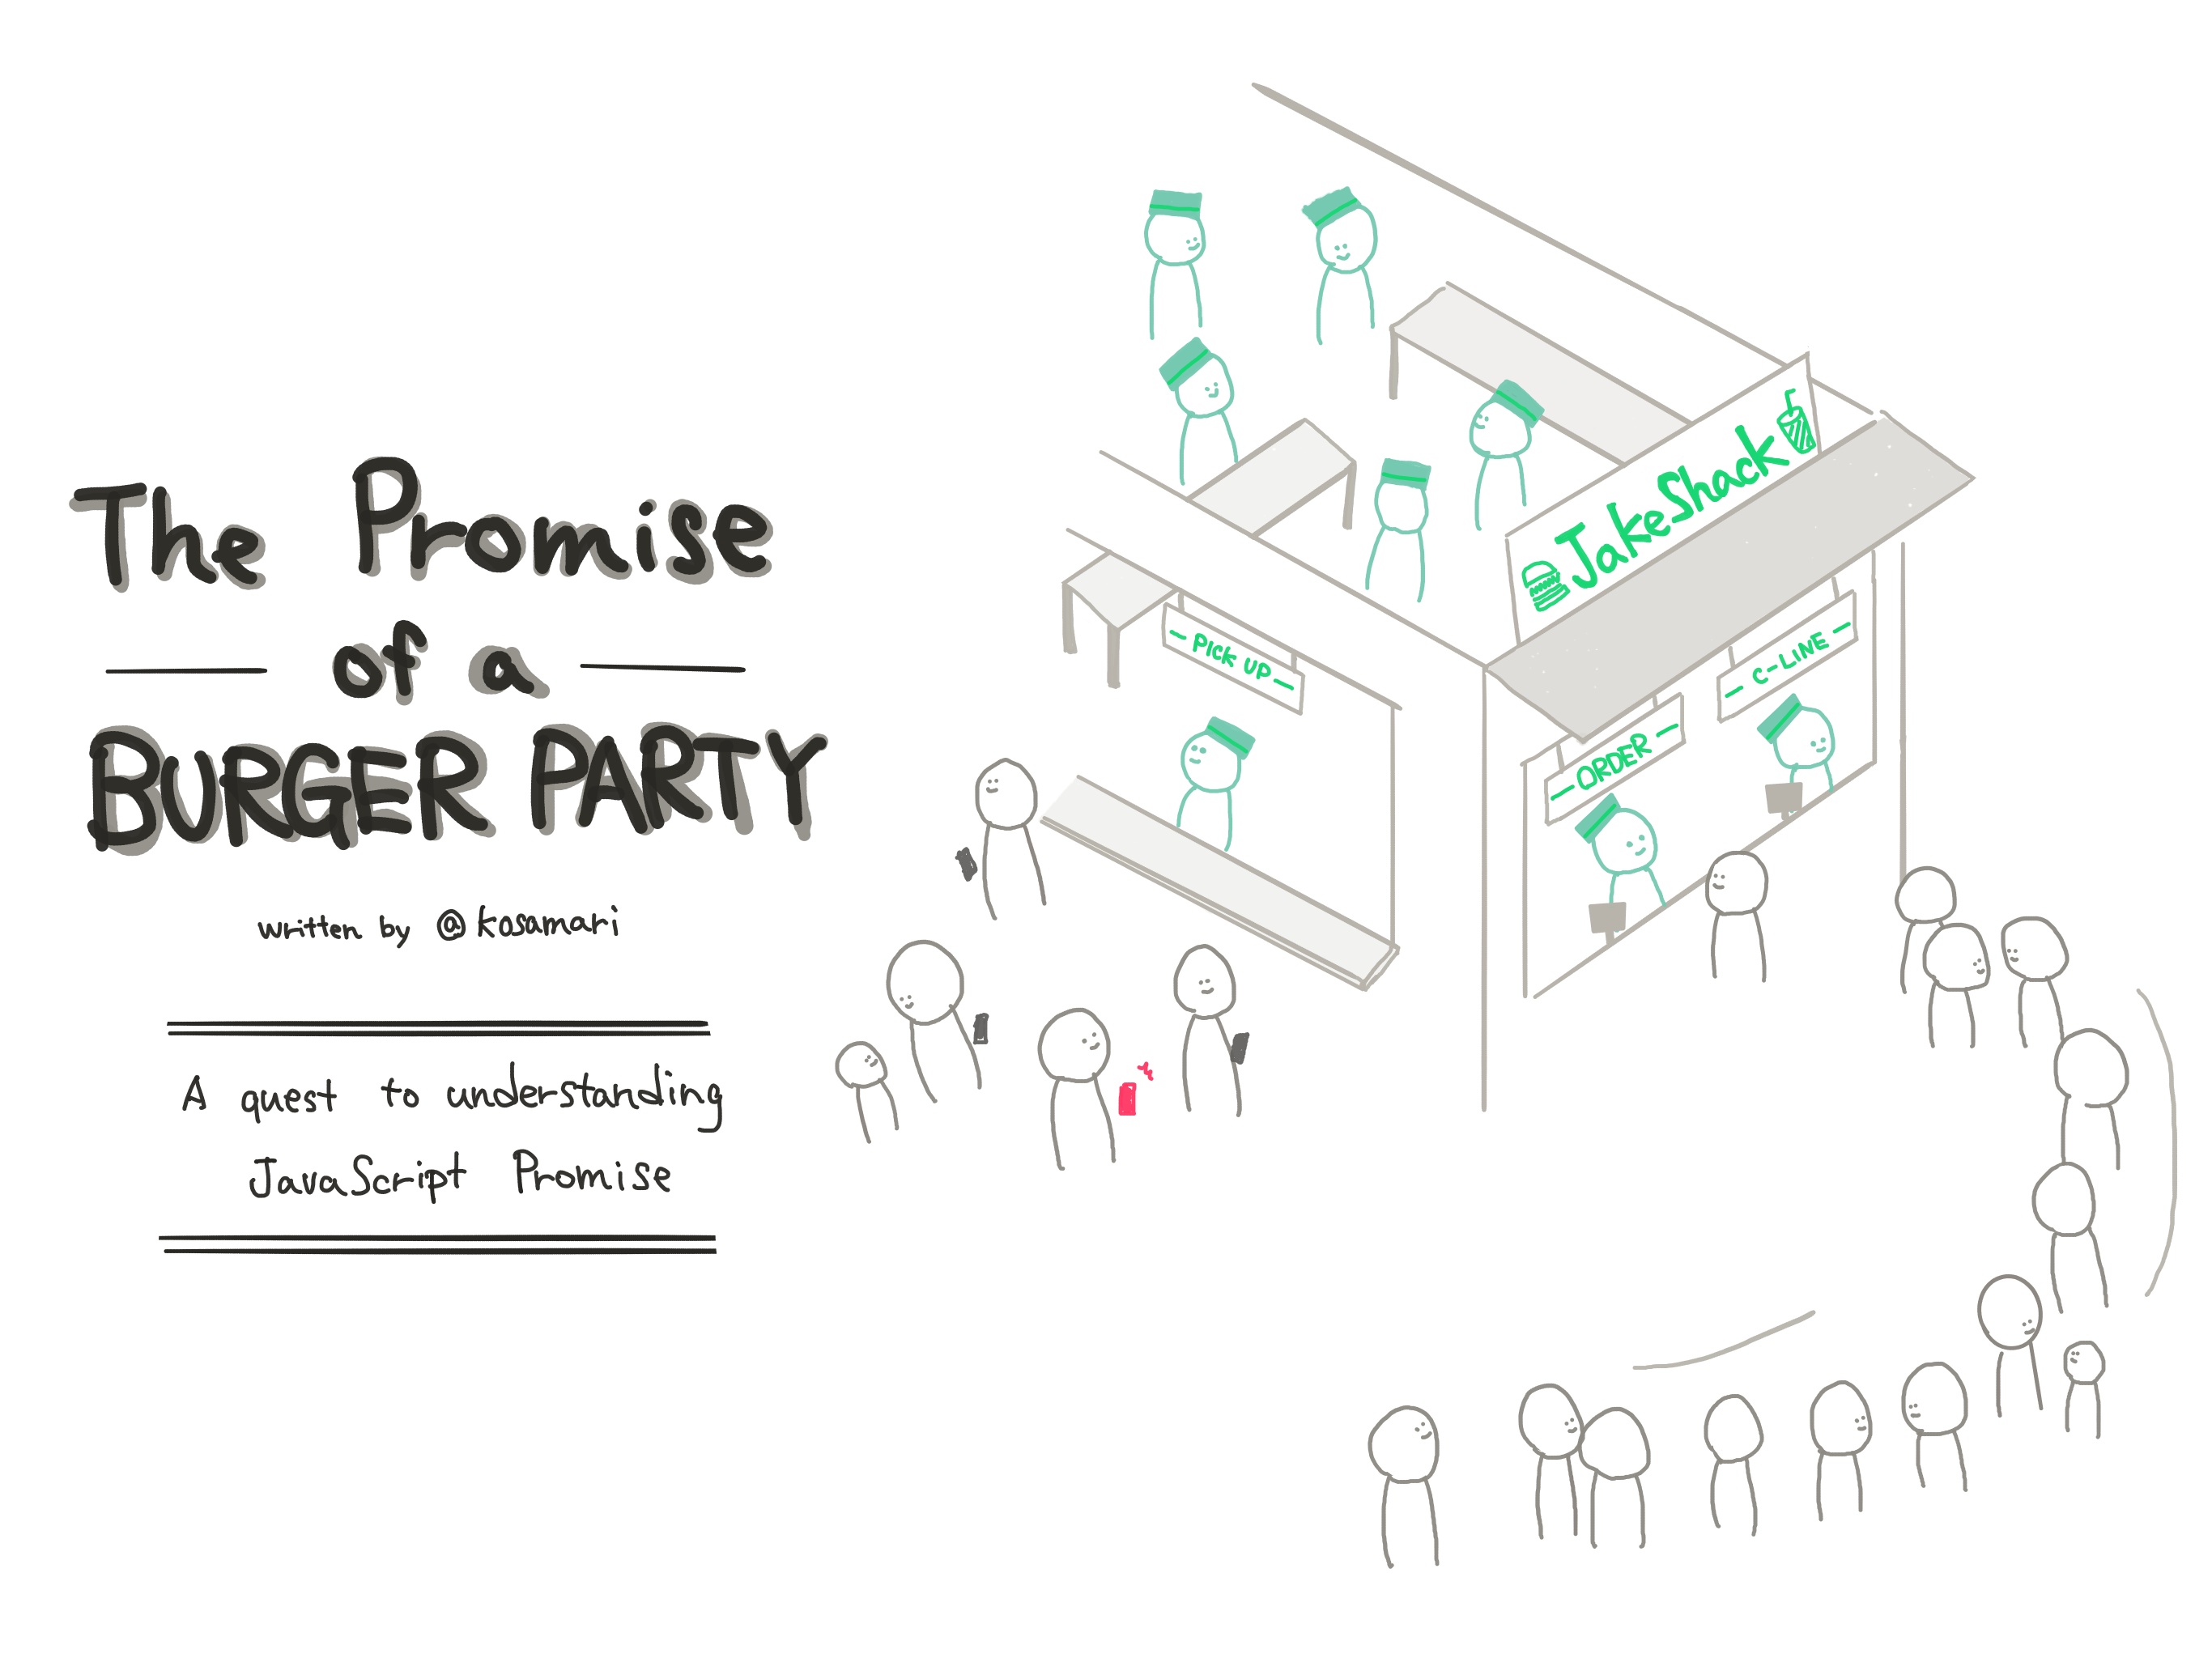 The Promise
of a
BURGER PARTY
written by @kosamari
A quest to understanding
JavaScript Promise
JakeShack
PICK UP
ORDER
C-LINE